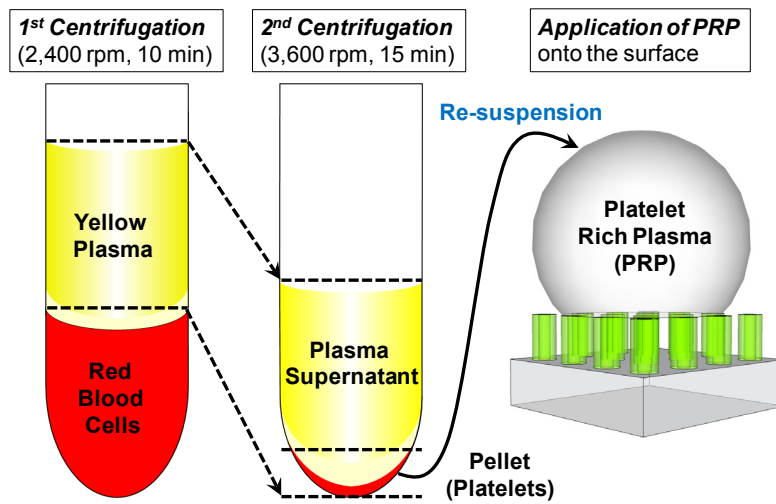 1st Centrifugation
(2,400 rpm, 10 min)
2nd Centrifugation
(3,600 rpm, 15 min)
Application of PRP
onto the surface
Re-suspension
Yellow
Plasma
Red
Blood
Cells
Plasma
Supernatant
Pellet
(Platelets)
Platelet
Rich Plasma
(PRP)